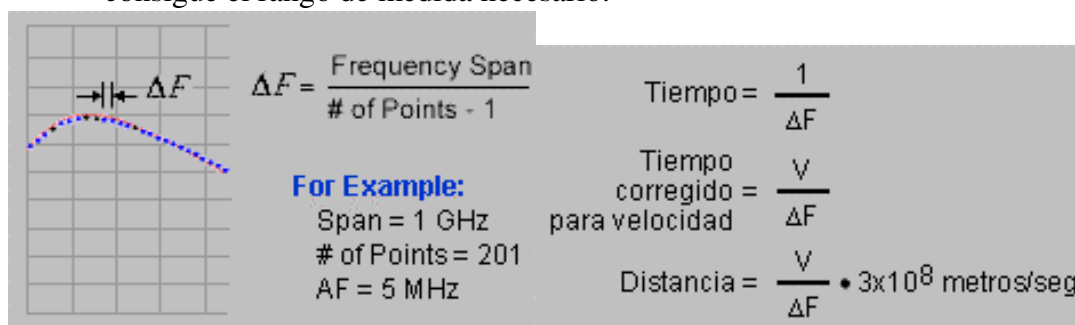 consigue el rango de medida necesario.
ΔF
ΔF = Frequency Span
# of Points - 1
For Example:
Span = 1 GHz
# of Points = 201
AF = 5 MHz
Tiempo = 1
ΔF
Tiempo
corregido = V
para velocidad ΔF
Distancia = V
ΔF • 3x10⁸ metros/seg